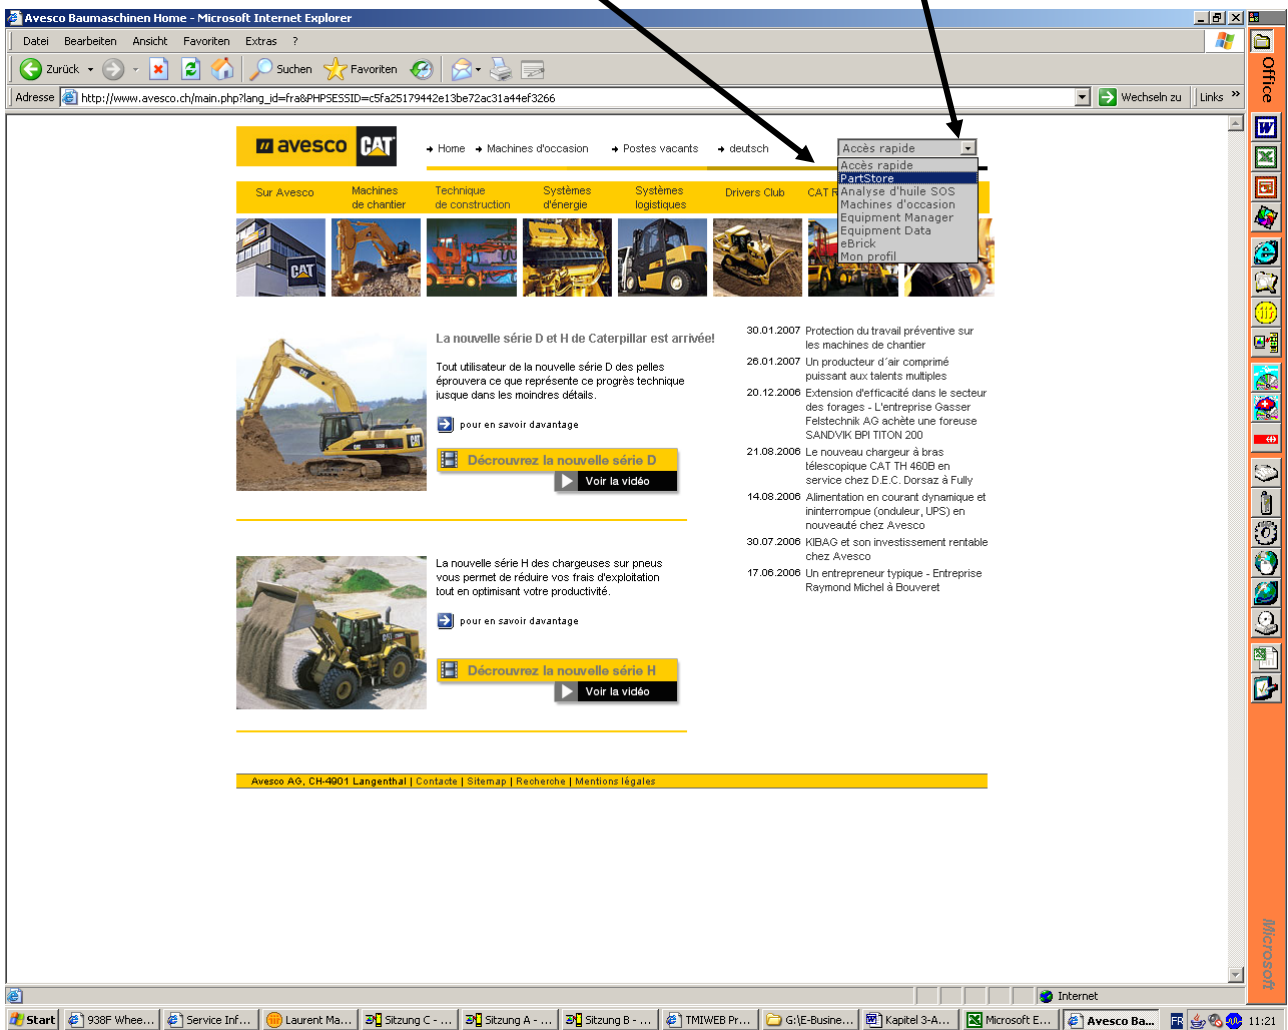 Avesco Baumaschinen Home - Microsoft Internet Explorer
Datei Bearbeiten Ansicht Favoriten Extras ?
Zurück Suchen Favoriten
Adresse http://www.avesco.ch/main.php?lang_id=fra&PHPSESSID=c5fa25179442e13be72ac31a44ef3266 Wechseln zu Links »
avesco CAT
Home Machines d'occasion Postes vacants deutsch
Accès rapide
Accès rapide
PartStore
Analyse d'huile SOS
Machines d'occasion
Equipment Manager
Equipment Data
eBrick
Mon profil
Sur Avesco
Machines
de chantier
Technique
de construction
Systèmes
d'énergie
Systèmes
logistiques
Drivers Club
CAT R
CAT
La nouvelle série D et H de Caterpillar est arrivée!
Tout utilisateur de la nouvelle série D des pelles
éprouvera ce que représente ce progrès technique
jusque dans les moindres détails.
pour en savoir davantage
Décrouvrez la nouvelle série D
Voir la vidéo
La nouvelle série H des chargeuses sur pneus
vous permet de réduire vos frais d'exploitation
tout en optimisant votre productivité.
pour en savoir davantage
Décrouvrez la nouvelle série H
Voir la vidéo
30.01.2007 Protection du travail préventive sur
les machines de chantier
26.01.2007 Un producteur d´air comprimé
puissant aux talents multiples
20.12.2006 Extension d'efficacité dans le secteur
des forages - L'entreprise Gasser
Felstechnik AG achète une foreuse
SANDVIK BPI TITON 200
21.08.2006 Le nouveau chargeur à bras
télescopique CAT TH 460B en
service chez D.E.C. Dorsaz à Fully
14.08.2006 Alimentation en courant dynamique et
ininterrompue (onduleur, UPS) en
nouveauté chez Avesco
30.07.2006 KIBAG et son investissement rentable
chez Avesco
17.06.2006 Un entrepreneur typique - Entreprise
Raymond Michel à Bouveret
Avesco AG, CH-4901 Langenthal | Contacte | Sitemap | Recherche | Mentions légales
Office
Microsoft
Internet
Start 938F Whee... Service Inf... Laurent Ma... Sitzung C - ... Sitzung A - ... Sitzung B - ... TMIWEB Pr... G:\E-Busine... Kapitel 3-A... Microsoft E... Avesco Ba... FR 11:21